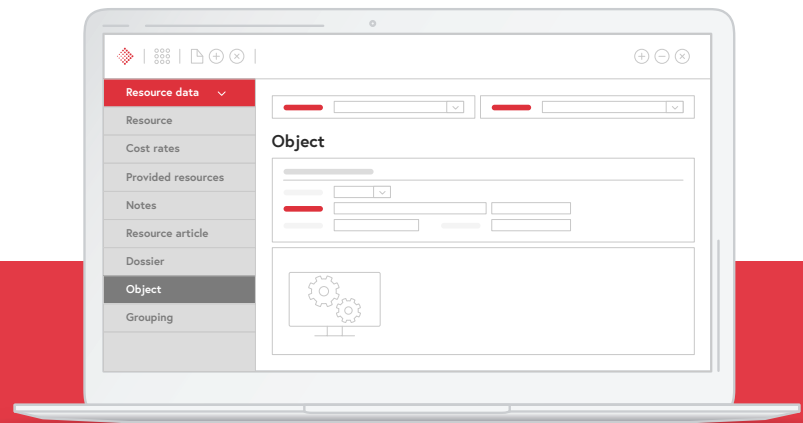 Resource data
Resource
Cost rates
Provided resources
Notes
Resource article
Dossier
Object
Grouping
Object